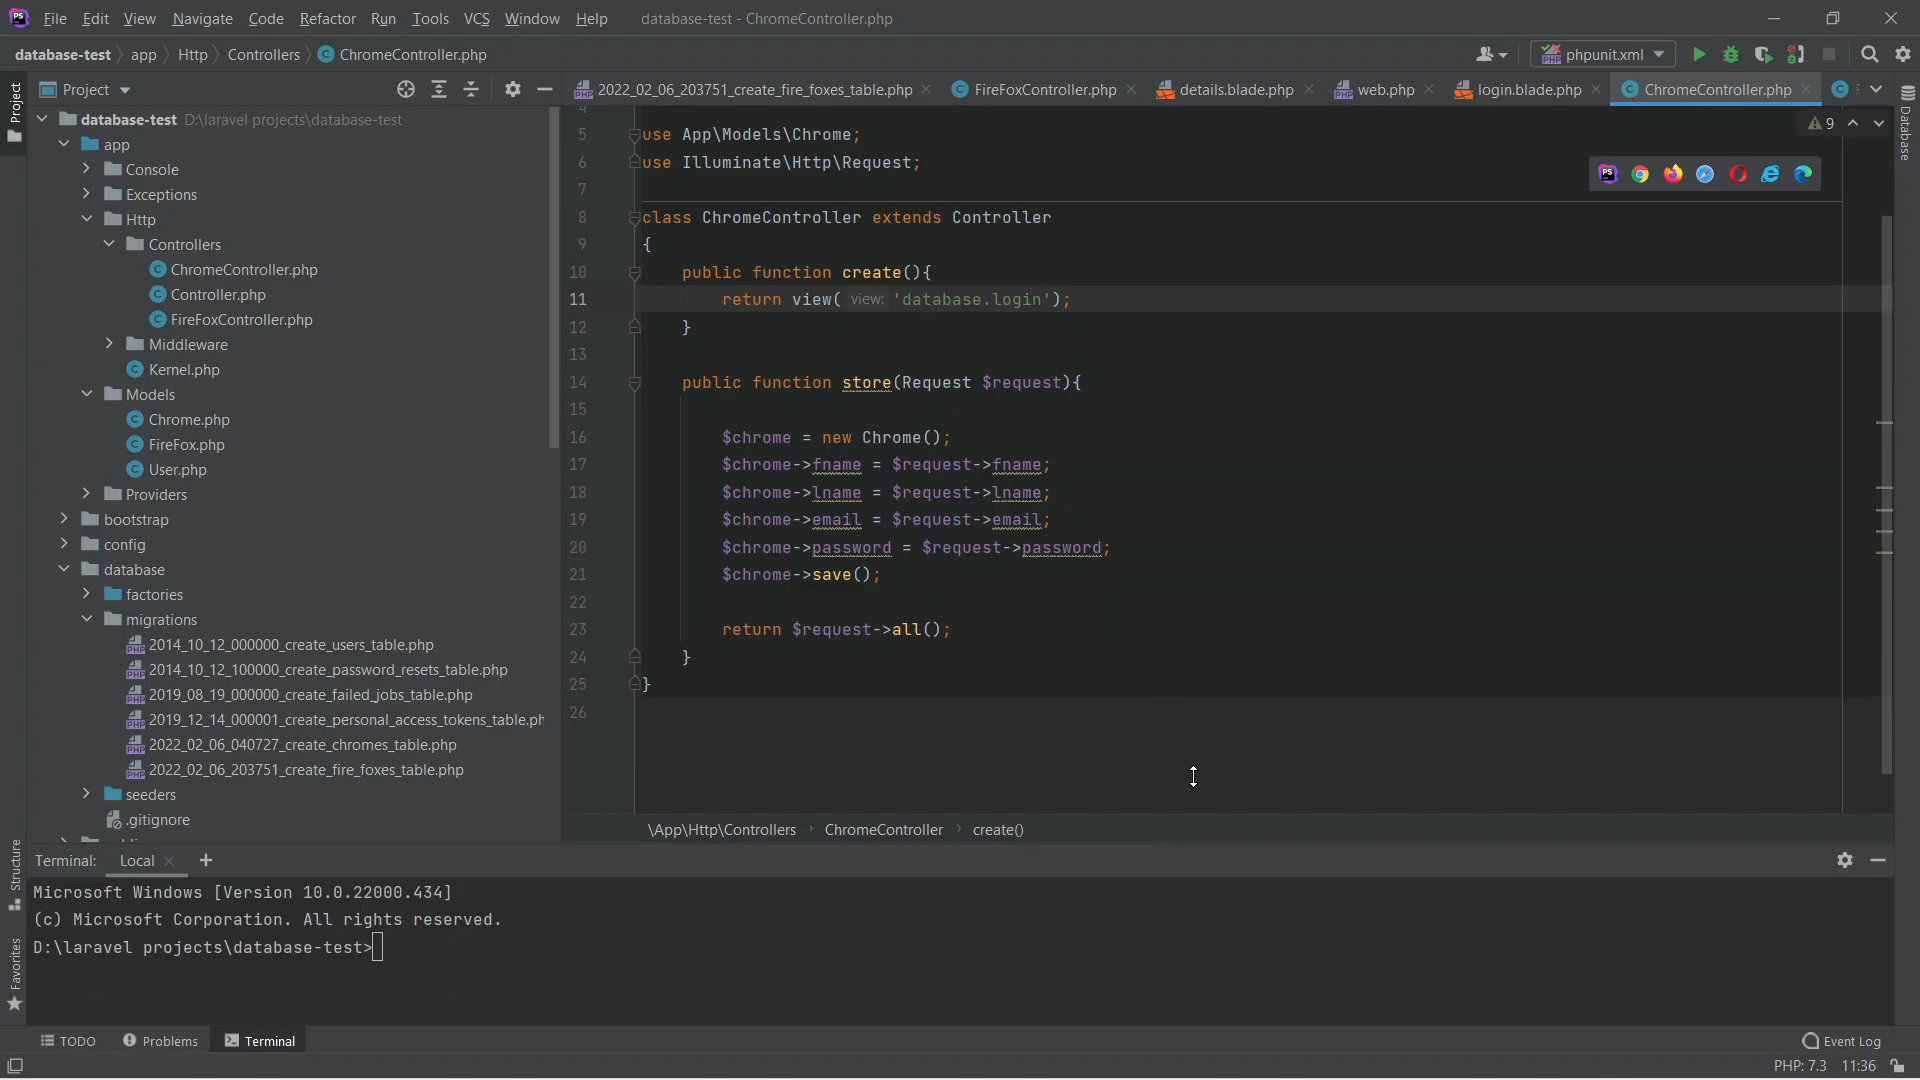 File Edit View Navigate Code Refactor Run Tools VCS Window Help database-test - ChromeController.php
database-test app Http Controllers ChromeController.php phpunit.xml
Project
Project
2022_02_06_203751_create_fire_foxes_table.php FireFoxController.php details.blade.php web.php login.blade.php ChromeController.php
Database
database-test D:\laravel projects\database-test
app
Console
Exceptions
Http
Controllers
ChromeController.php
Controller.php
FireFoxController.php
Middleware
Kernel.php
Models
Chrome.php
FireFox.php
User.php
Providers
bootstrap
config
database
factories
migrations
2014_10_12_000000_create_users_table.php
2014_10_12_100000_create_password_resets_table.php
2019_08_19_000000_create_failed_jobs_table.php
2019_12_14_000001_create_personal_access_tokens_table.ph
2022_02_06_040727_create_chromes_table.php
2022_02_06_203751_create_fire_foxes_table.php
seeders
.gitignore
9
5 use App\Models\Chrome;
6 use Illuminate\Http\Request;
7
8 class ChromeController extends Controller
9 {
10 public function create(){
11 return view( view: 'database.login');
12 }
13
14 public function store(Request $request){
15
16 $chrome = new Chrome();
17 $chrome->fname = $request->fname;
18 $chrome->lname = $request->lname;
19 $chrome->email = $request->email;
20 $chrome->password = $request->password;
21 $chrome->save();
22
23 return $request->all();
24 }
25 }
26
\App\Http\Controllers ChromeController create()
Structure
Favorites
Terminal: Local
Microsoft Windows [Version 10.0.22000.434]
(c) Microsoft Corporation. All rights reserved.
D:\laravel projects\database-test>
TODO Problems Terminal Event Log
PHP: 7.3 11:36